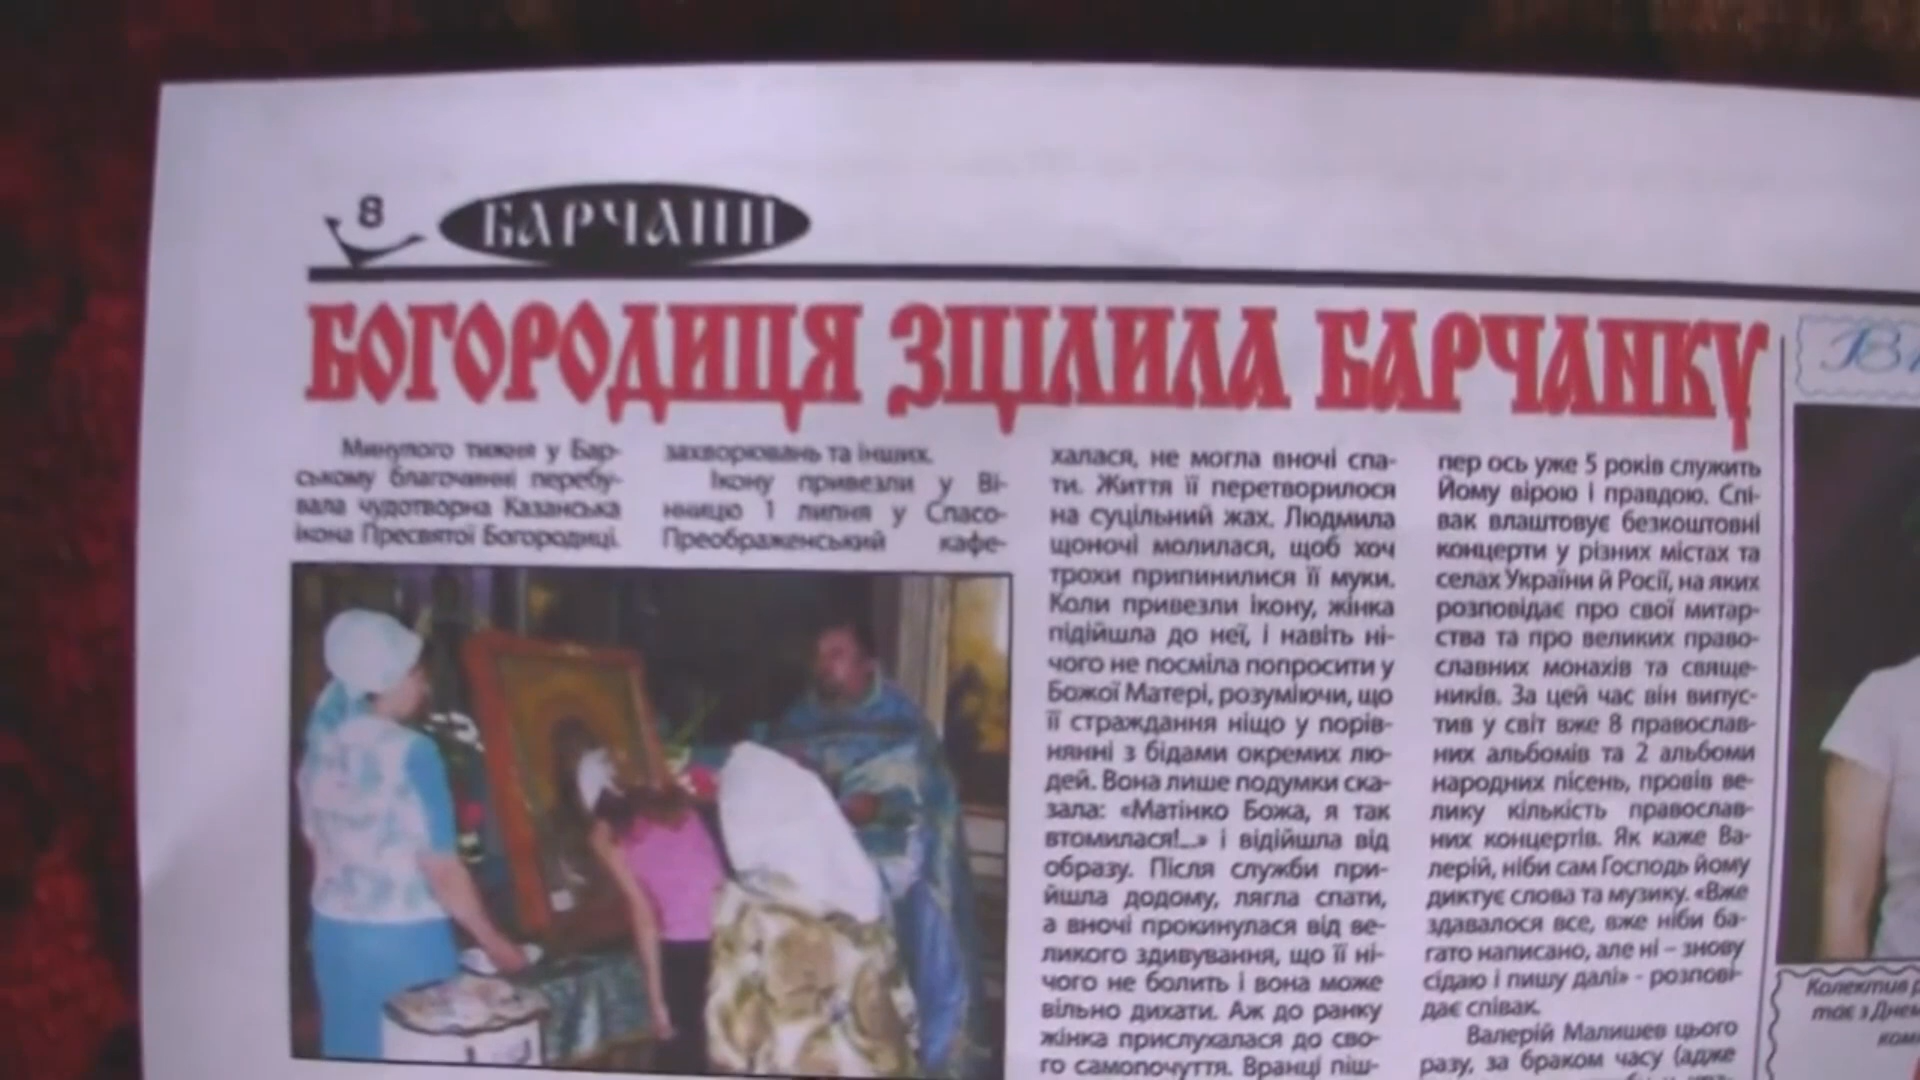 8
БАРЧАНИ
БОГОРОДИЦЯ ЗЦІЛИЛА БАРЧАНКУ
Минулого тижня у Бар-
ському благочинні перебу-
вала чудотворна Казанська
ікона Пресвятої Богородиці.
захворювань та інших.
Ікону привезли у Ві-
нницю 1 липня у Спасо-
Преображенський кафе-
халася, не могла вночі спа-
ти. Життя її перетворилося
на суцільний жах. Людмила
щоночі молилася, щоб хоч
трохи припинилися її муки.
Коли привезли ікону, жінка
підійшла до неї, і навіть ні-
чого не посміла попросити у
Божої Матері, розуміючи, що
її страждання ніщо у порів-
нянні з бідами окремих лю-
дей. Вона лише подумки ска-
зала: «Матінко Божа, я так
втомилася!...» і відійшла від
образу. Після служби при-
йшла додому, лягла спати,
а вночі прокинулася від ве-
ликого здивування, що її ні-
чого не болить і вона може
вільно дихати. Аж до ранку
жінка прислухалася до сво-
го самопочуття. Вранці піш-
пер ось уже 5 років служить
Йому вірою і правдою. Спі-
вак влаштовує безкоштовні
концерти у різних містах та
селах України й Росії, на яких
розповідає про свої митар-
ства та про великих право-
славних монахів та свяще-
ників. За цей час він випус-
тив у світ вже 8 православ-
них альбомів та 2 альбоми
народних пісень, провів ве-
лику кількість православ-
них концертів. Як каже Ва-
лерій, ніби сам Господь йому
диктує слова та музику. «Вже
здавалося все, вже ніби ба-
гато написано, але ні – знову
сідаю і пишу далі» - розпові-
дає співак.
Валерій Малишев цього
разу, за браком часу (адже
Колектив
тає з